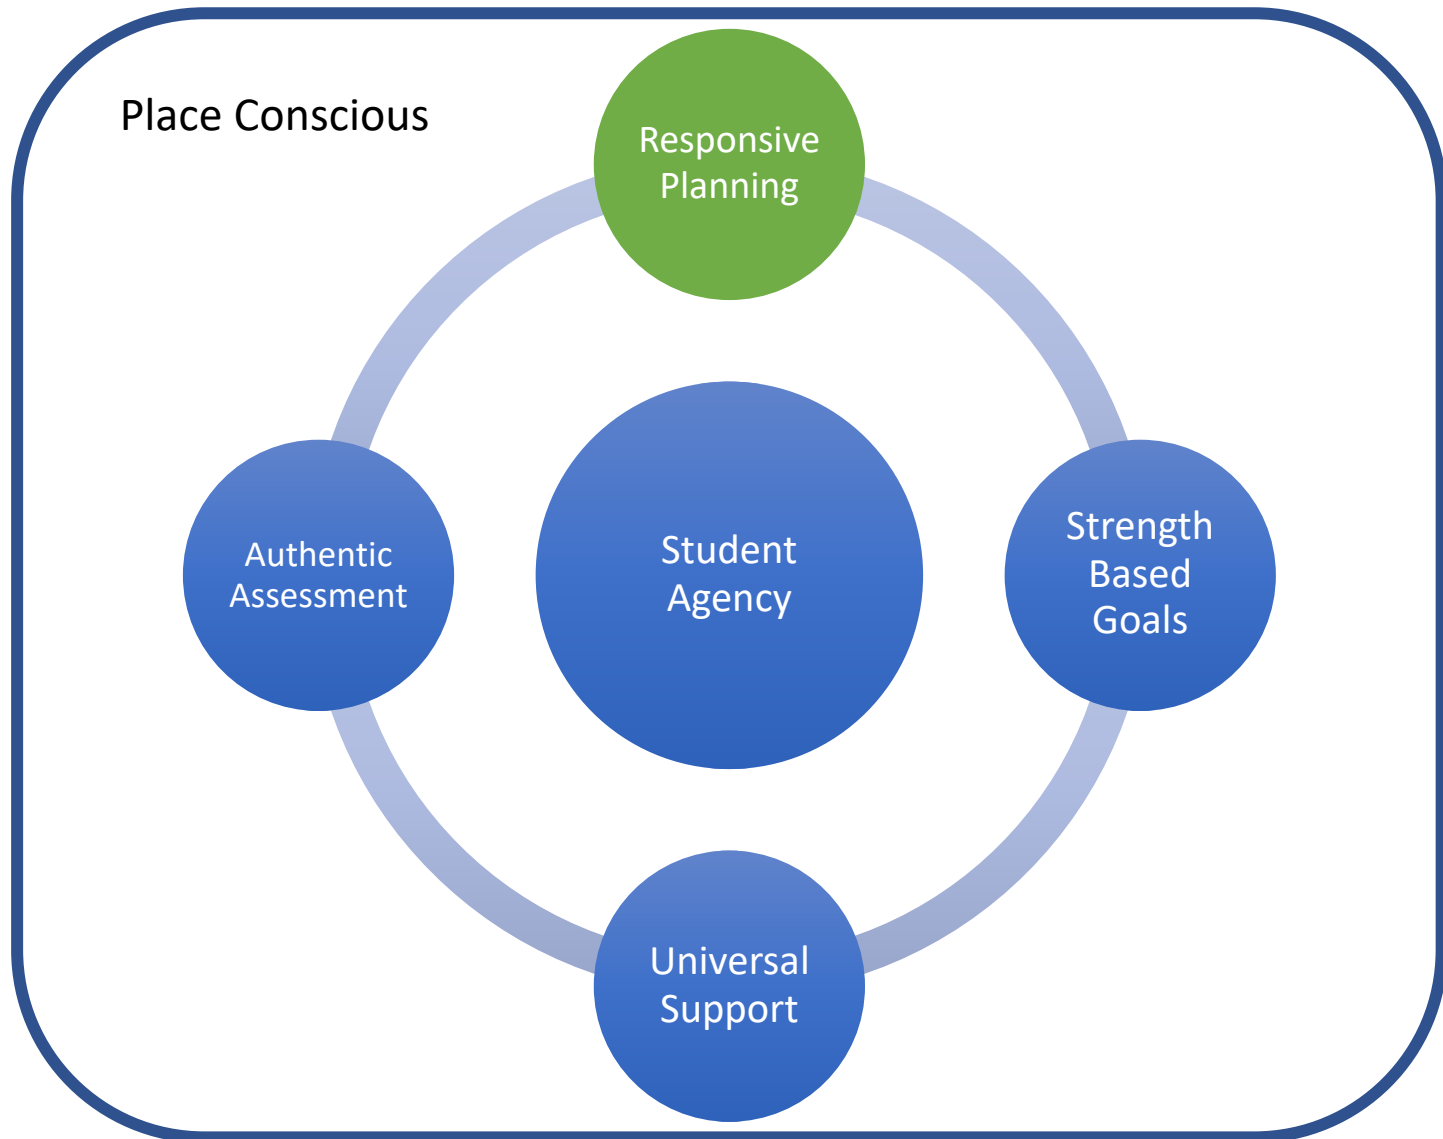 Place Conscious
Responsive
Planning
Authentic
Assessment
Student
Agency
Strength
Based
Goals
Universal
Support